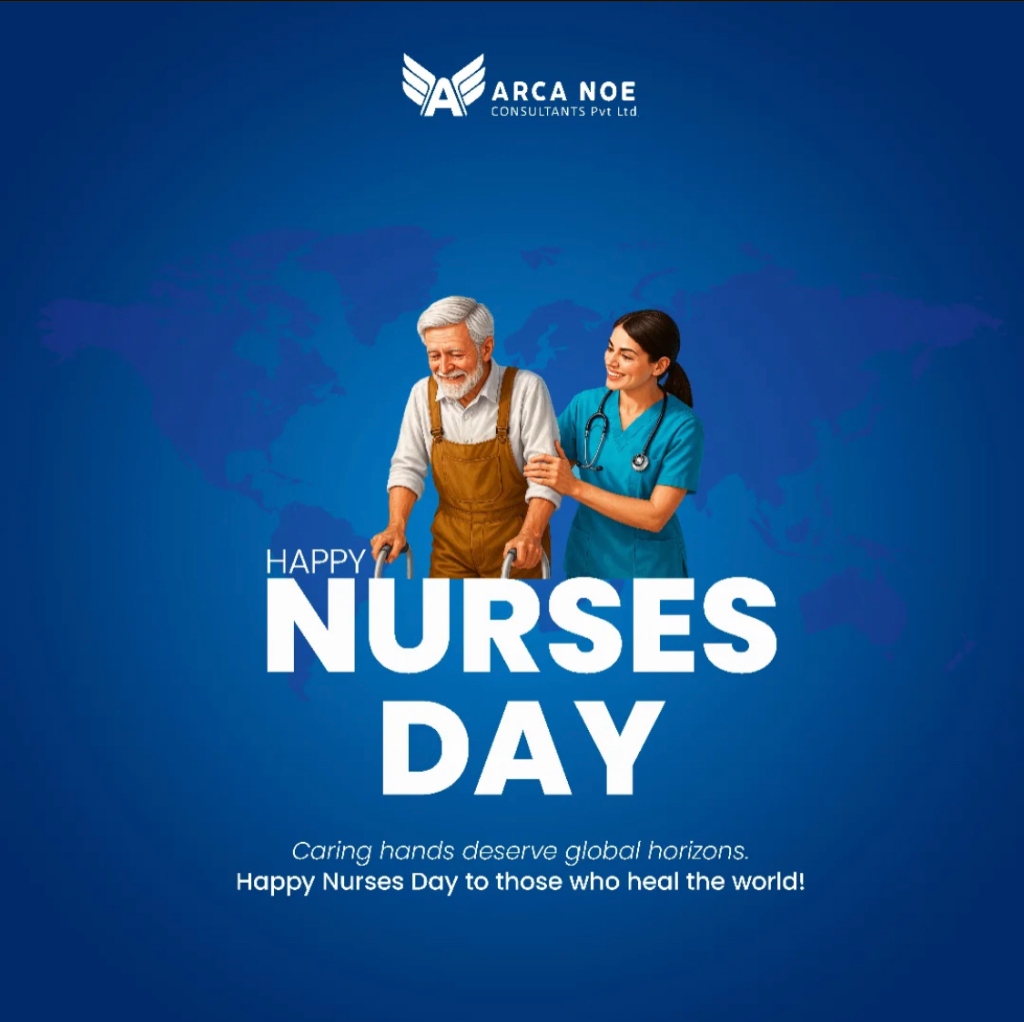 ARCA NOE
CONSULTANTS Pvt Ltd
HAPPY
NURSES
DAY
Caring hands deserve global horizons.
Happy Nurses Day to those who heal the world!